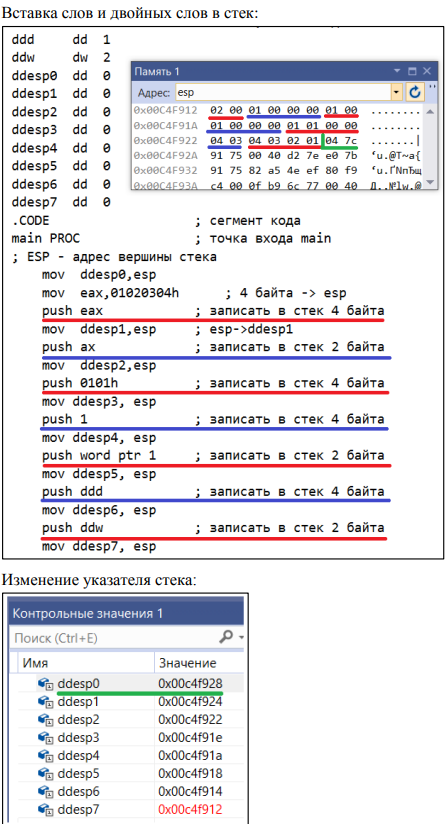 Вставка слов и двойных слов в стек:
ddd dd 1
ddw dw 2
ddesp0 dd 0
ddesp1 dd 0
ddesp2 dd 0
ddesp3 dd 0
ddesp4 dd 0
ddesp5 dd 0
ddesp6 dd 0
ddesp7 dd 0
Память 1
Адрес: esp
0x00C4F912 02 00 01 00 00 00 01 00 ........
0x00C4F91A 01 00 00 00 01 01 00 00 ........
0x00C4F922 04 03 04 03 02 01 04 7c .......|
0x00C4F92A 91 75 00 40 d2 7e e0 7b ‘u.@Т~а{
0x00C4F932 91 75 82 a5 4e ef 80 f9
0x00C4F93A c4 00 0f b9 6c 77 00 40
.CODE ; сегмент кода
main PROC ; точка входа main
; ESP - адрес вершины стека
mov ddesp0,esp
mov eax,01020304h ; 4 байта -> esp
push eax ; записать в стек 4 байта
mov ddesp1,esp ; esp->ddesp1
push ax ; записать в стек 2 байта
mov ddesp2,esp
push 0101h ; записать в стек 4 байта
mov ddesp3, esp
push 1 ; записать в стек 4 байта
mov ddesp4, esp
push word ptr 1 ; записать в стек 2 байта
mov ddesp5, esp
push ddd ; записать в стек 4 байта
mov ddesp6, esp
push ddw ; записать в стек 2 байта
mov ddesp7, esp
Изменение указателя стека:
Контрольные значения 1
Поиск (Ctrl+E)
Имя Значение
ddesp0 0x00c4f928
ddesp1 0x00c4f924
ddesp2 0x00c4f922
ddesp3 0x00c4f91e
ddesp4 0x00c4f91a
ddesp5 0x00c4f918
ddesp6 0x00c4f914
ddesp7 0x00c4f912